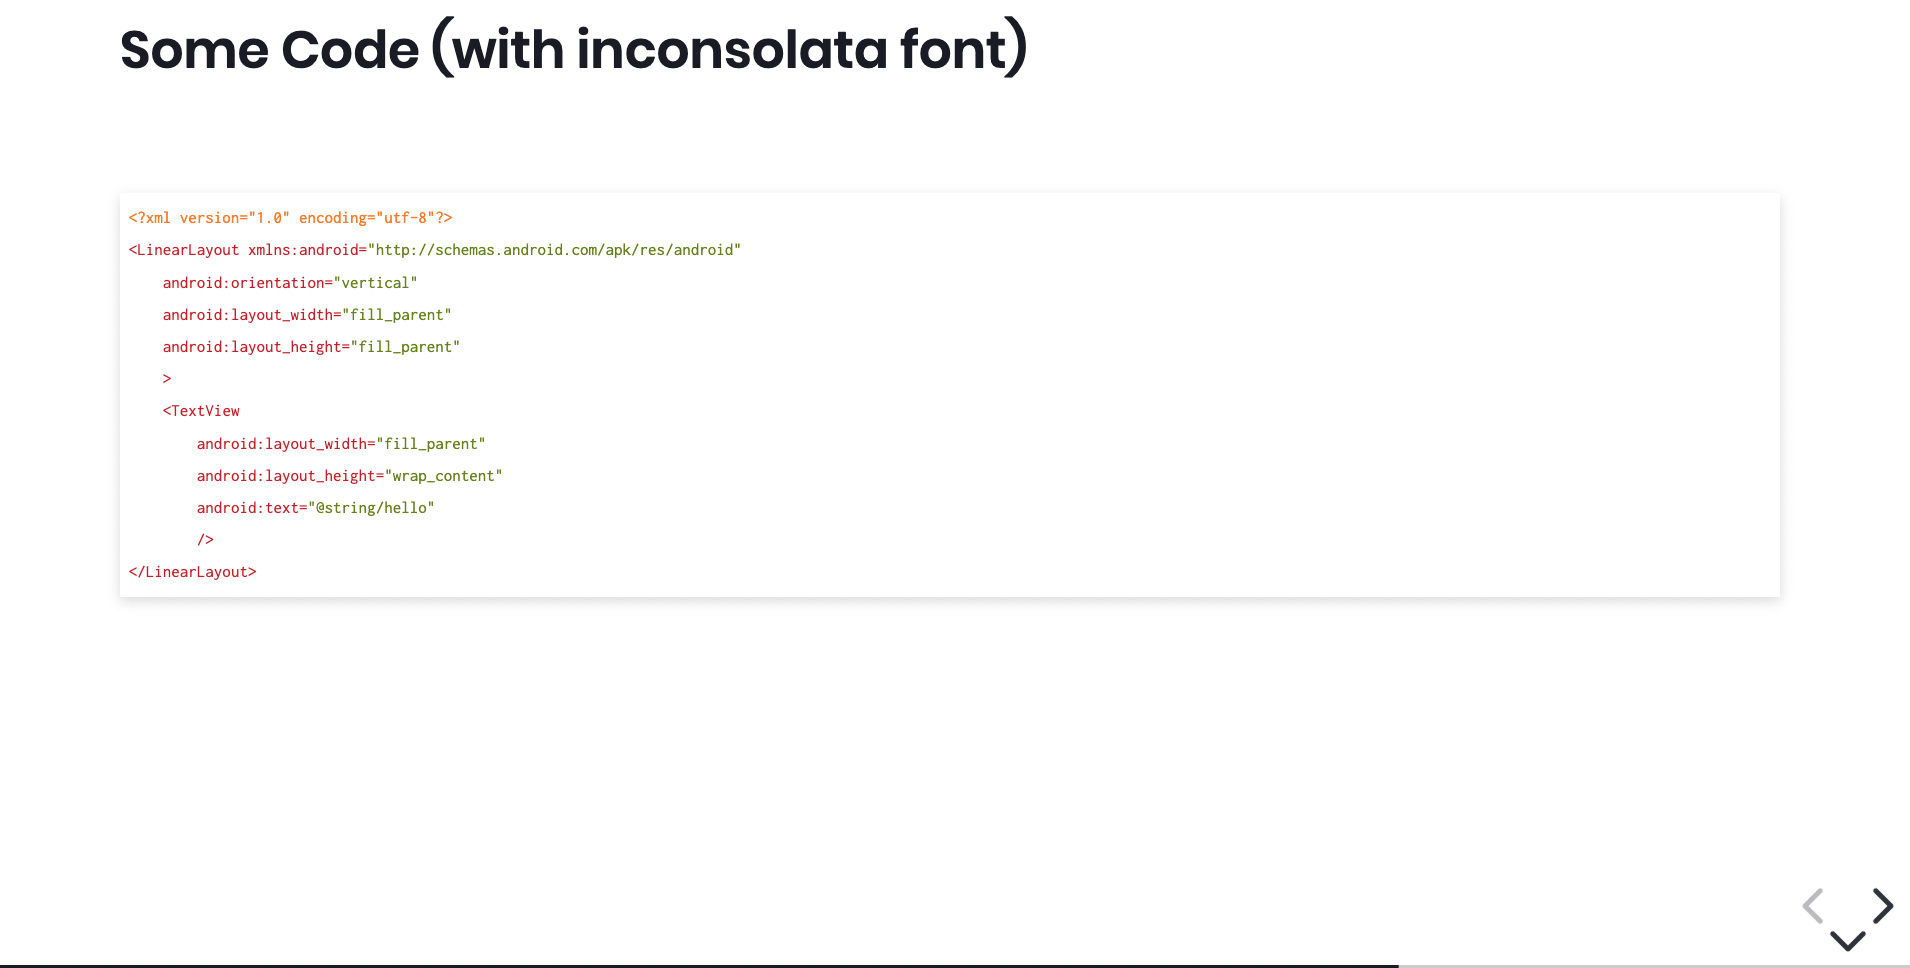 Some Code (with inconsolata font)
<?xml version="1.0" encoding="utf-8"?>
<LinearLayout xmlns:android="http://schemas.android.com/apk/res/android"
    android:orientation="vertical"
    android:layout_width="fill_parent"
    android:layout_height="fill_parent"
    >
    <TextView
        android:layout_width="fill_parent"
        android:layout_height="wrap_content"
        android:text="@string/hello"
        />
</LinearLayout>